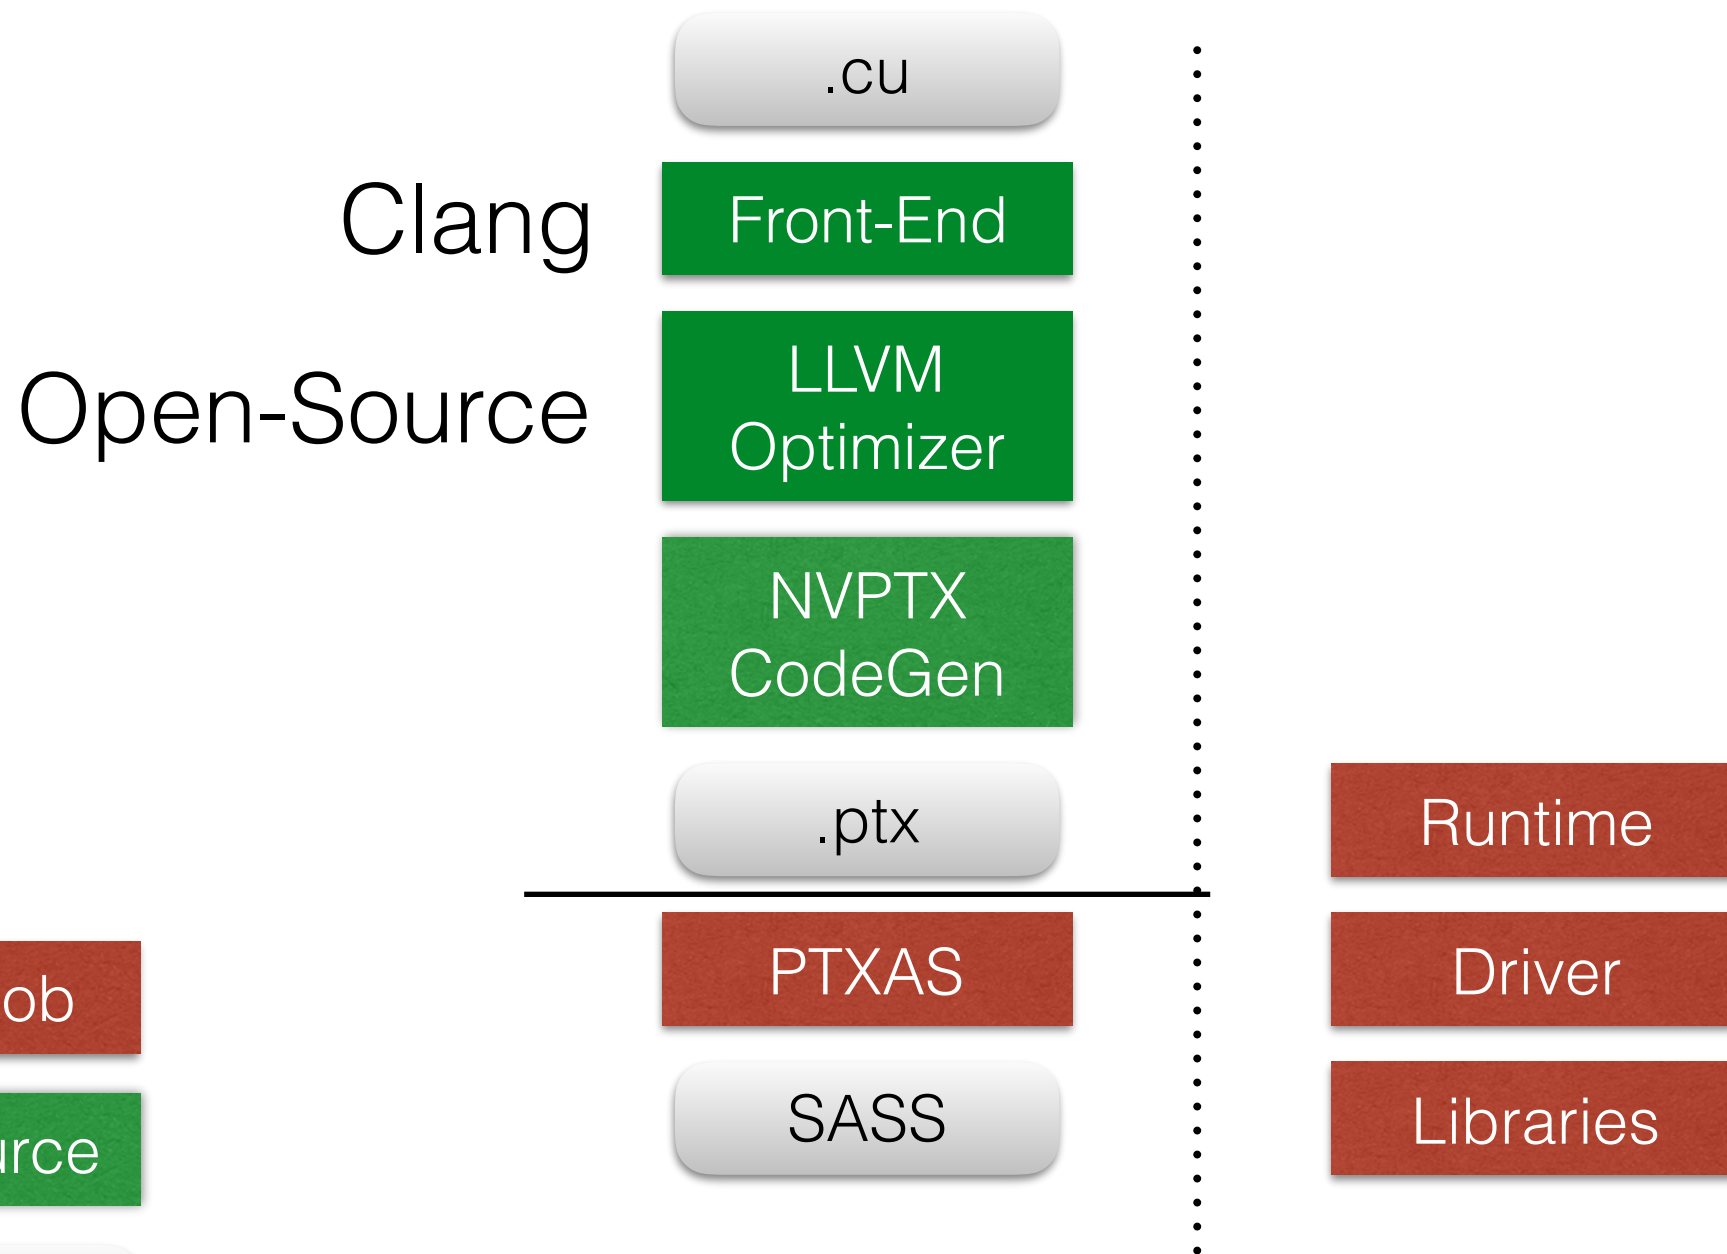 .cu
Clang
Front-End
Open-Source
LLVM
Optimizer
NVPTX
CodeGen
.ptx
Runtime
PTXAS
Driver
SASS
Libraries